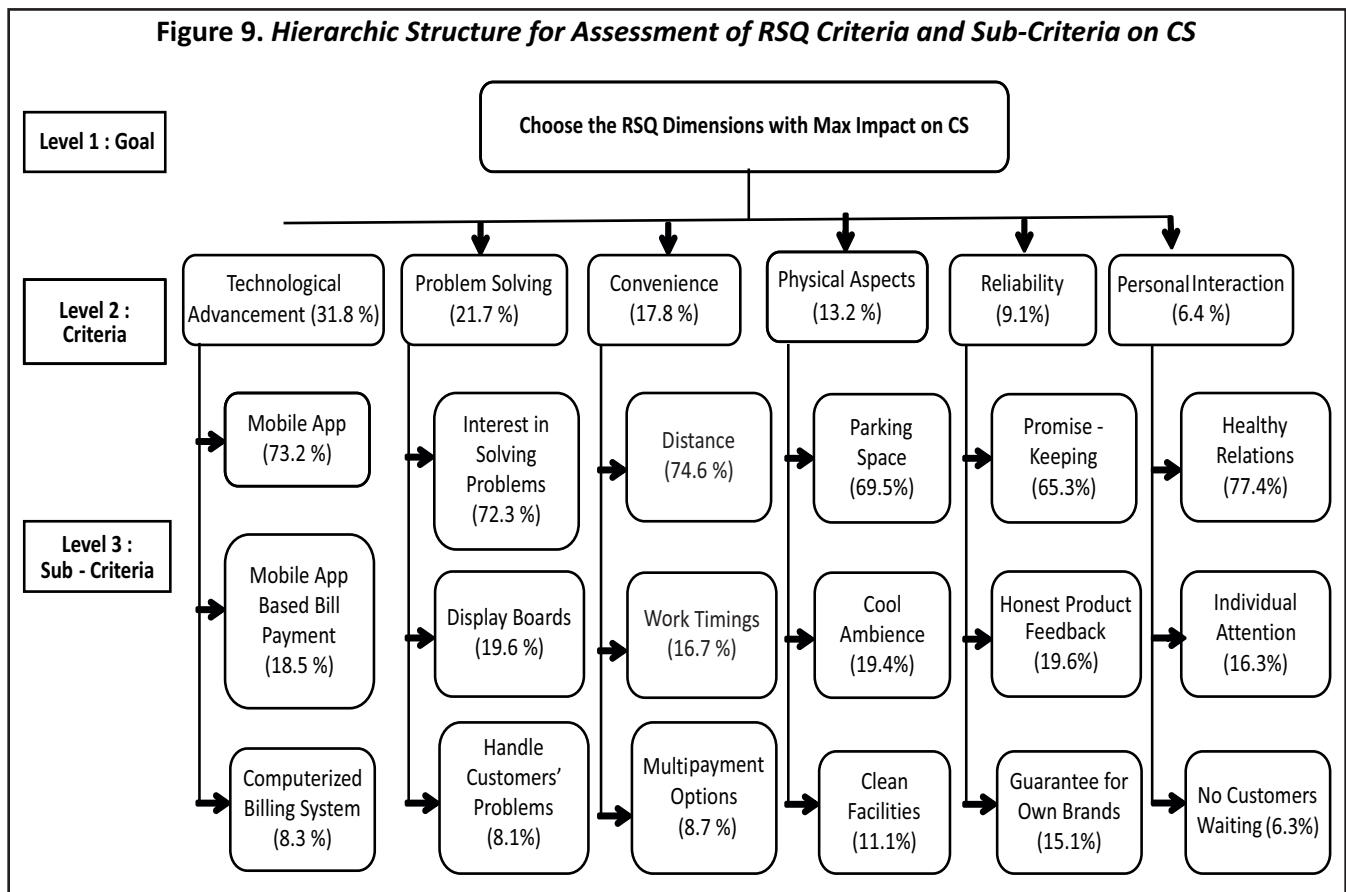 Figure 9. Hierarchic Structure for Assessment of RSQ Criteria and Sub-Criteria on CS
Level 1 : Goal
Choose the RSQ Dimensions with Max Impact on CS
Level 2 :
Criteria
Technological
Advancement (31.8 %)
Problem Solving
(21.7 %)
Convenience
(17.8 %)
Physical Aspects
(13.2 %)
Reliability
(9.1%)
Personal Interaction
(6.4 %)
Level 3 :
Sub - Criteria
Mobile App
(73.2 %)
Interest in
Solving
Problems
(72.3 %)
Distance
(74.6 %)
Parking
Space
(69.5%)
Promise -
Keeping
(65.3%)
Healthy
Relations
(77.4%)
Mobile App
Based Bill
Payment
(18.5 %)
Display Boards
(19.6 %)
Work Timings
(16.7 %)
Cool
Ambience
(19.4%)
Honest Product
Feedback
(19.6%)
Individual
Attention
(16.3%)
Computerized
Billing System
(8.3 %)
Handle
Customers’
Problems
(8.1%)
Multipayment
Options
(8.7 %)
Clean
Facilities
(11.1%)
Guarantee for
Own Brands
(15.1%)
No Customers
Waiting (6.3%)